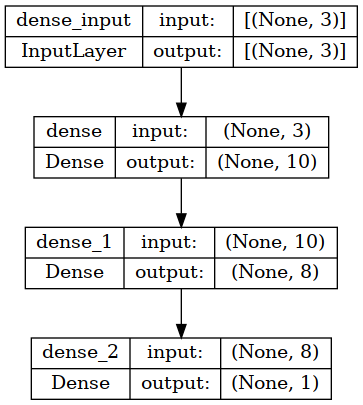 dense_input input: [(None, 3)]
InputLayer output: [(None, 3)]
dense input: (None, 3)
Dense output: (None, 10)
dense_1 input: (None, 10)
Dense output: (None, 8)
dense_2 input: (None, 8)
Dense output: (None, 1)